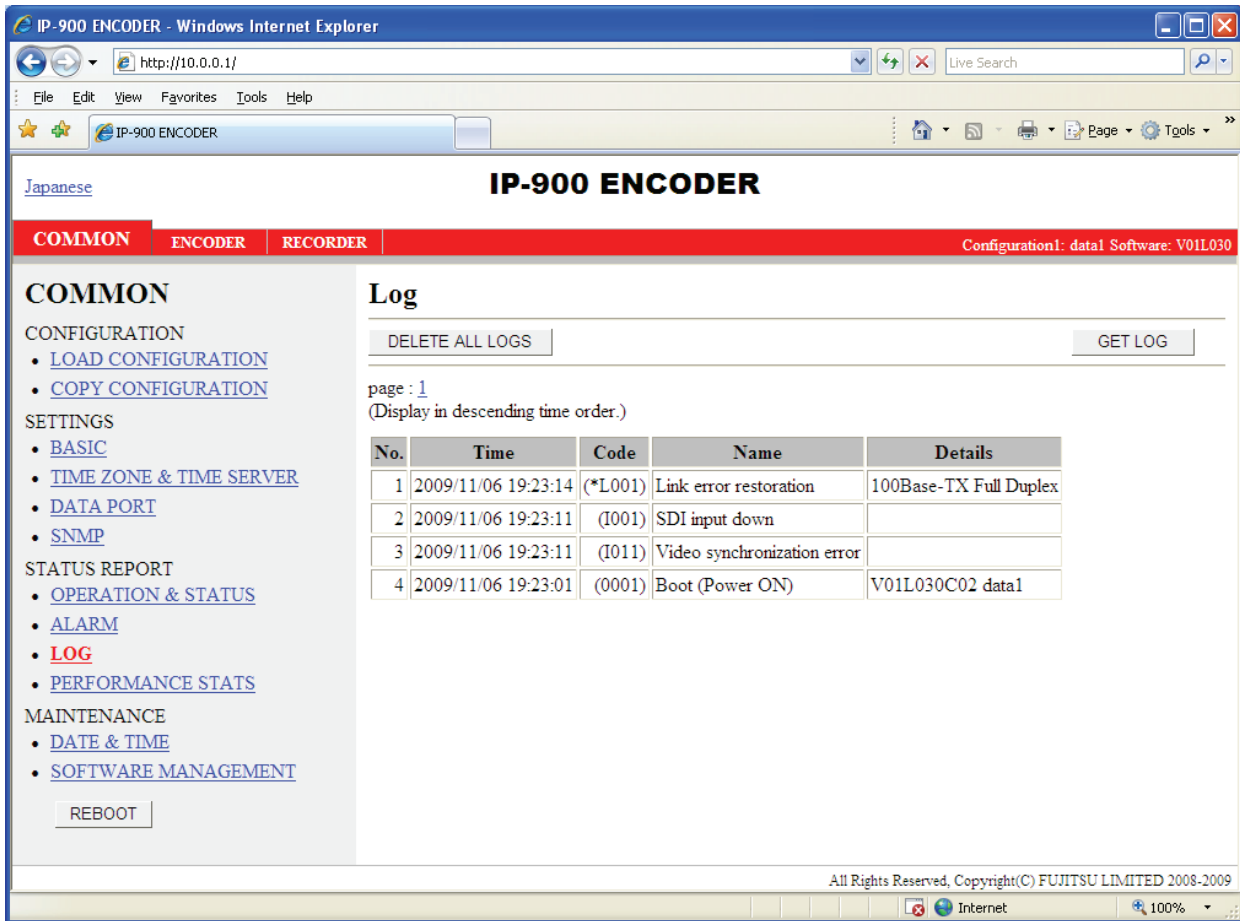 IP-900 ENCODER - Windows Internet Explorer
http://10.0.0.1/
Live Search
File Edit View Favorites Tools Help
IP-900 ENCODER
Page Tools »
Japanese
IP-900 ENCODER
COMMON ENCODER RECORDER
Configuration1: data1 Software: V01L030
COMMON
CONFIGURATION
• LOAD CONFIGURATION
• COPY CONFIGURATION
SETTINGS
• BASIC
• TIME ZONE & TIME SERVER
• DATA PORT
• SNMP
STATUS REPORT
• OPERATION & STATUS
• ALARM
• LOG
• PERFORMANCE STATS
MAINTENANCE
• DATE & TIME
• SOFTWARE MANAGEMENT
REBOOT
Log
DELETE ALL LOGS GET LOG
page : 1
(Display in descending time order.)
No. Time Code Name Details
1 2009/11/06 19:23:14 (*L001) Link error restoration 100Base-TX Full Duplex
2 2009/11/06 19:23:11 (I001) SDI input down
3 2009/11/06 19:23:11 (I011) Video synchronization error
4 2009/11/06 19:23:01 (0001) Boot (Power ON) V01L030C02 data1
All Rights Reserved, Copyright(C) FUJITSU LIMITED 2008-2009
Internet 100%